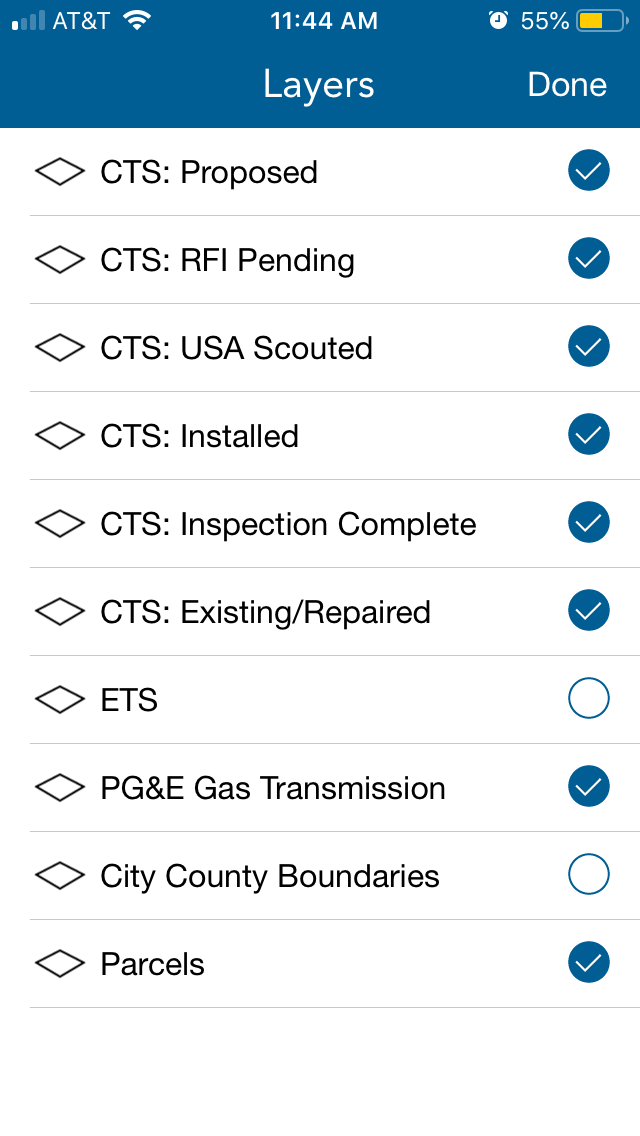 AT&T 11:44 AM 55%
Layers Done
CTS: Proposed
CTS: RFI Pending
CTS: USA Scouted
CTS: Installed
CTS: Inspection Complete
CTS: Existing/Repaired
ETS
PG&E Gas Transmission
City County Boundaries
Parcels